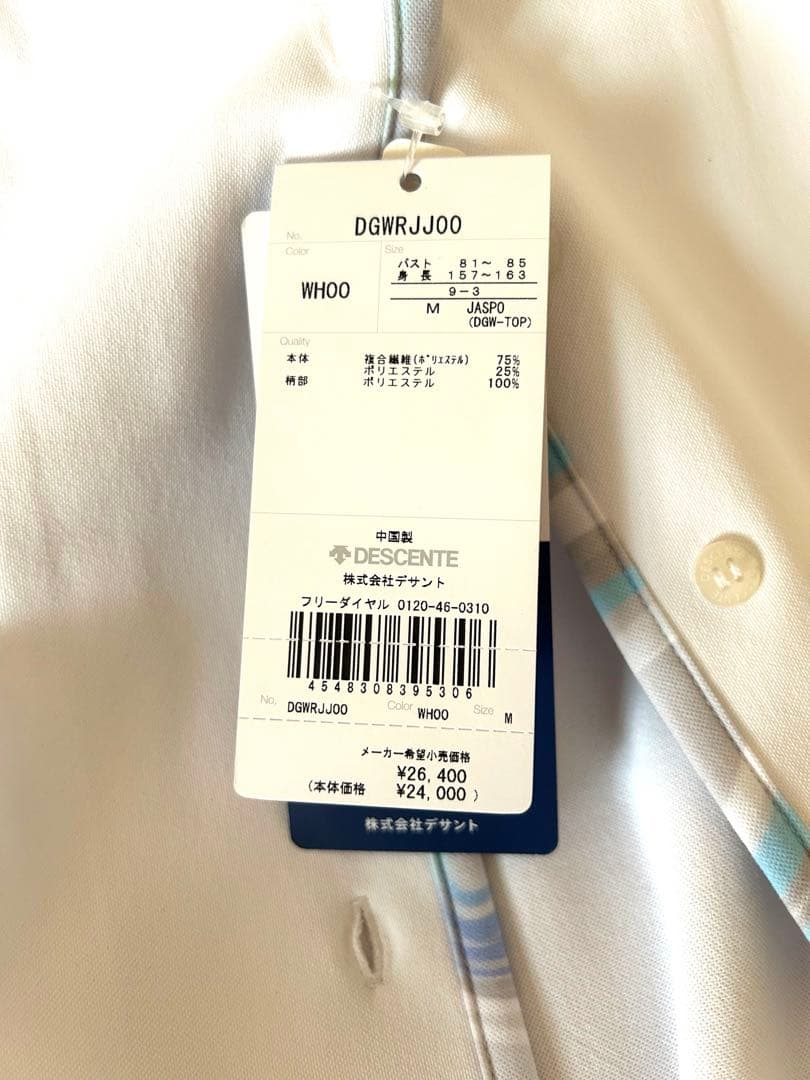 No. DGWRJJ00
Color
WH00
Size
バスト 81～ 85
身 長 157～163
9－3
M JASPO
(DGW-TOP)
Quality
本体 複合繊維(ﾎﾟﾘｴｽﾃﾙ) 75%
ポリエステル 25%
柄部 ポリエステル 100%
中国製
DESCENTE
株式会社デサント
フリーダイヤル 0120-46-0310
4548308395306
No. DGWRJJ00 Color WH00 Size M
メーカー希望小売価格
¥26,400
(本体価格 ¥24,000 )
株式会社デサント